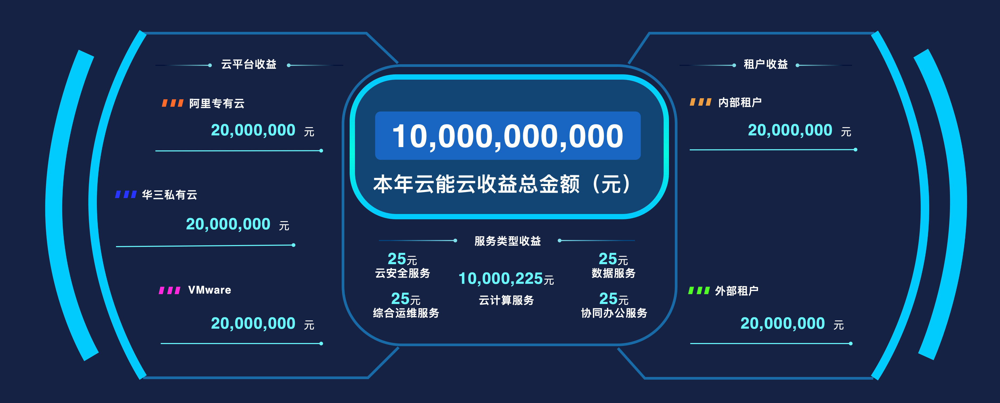 云平台收益
阿里专有云
20,000,000 元
华三私有云
20,000,000 元
VMware
20,000,000 元
10,000,000,000
本年云能云收益总金额（元）
服务类型收益
25元
云安全服务
25元
综合运维服务
10,000,225元
云计算服务
25元
数据服务
25元
协同办公服务
租户收益
内部租户
20,000,000 元
外部租户
20,000,000 元